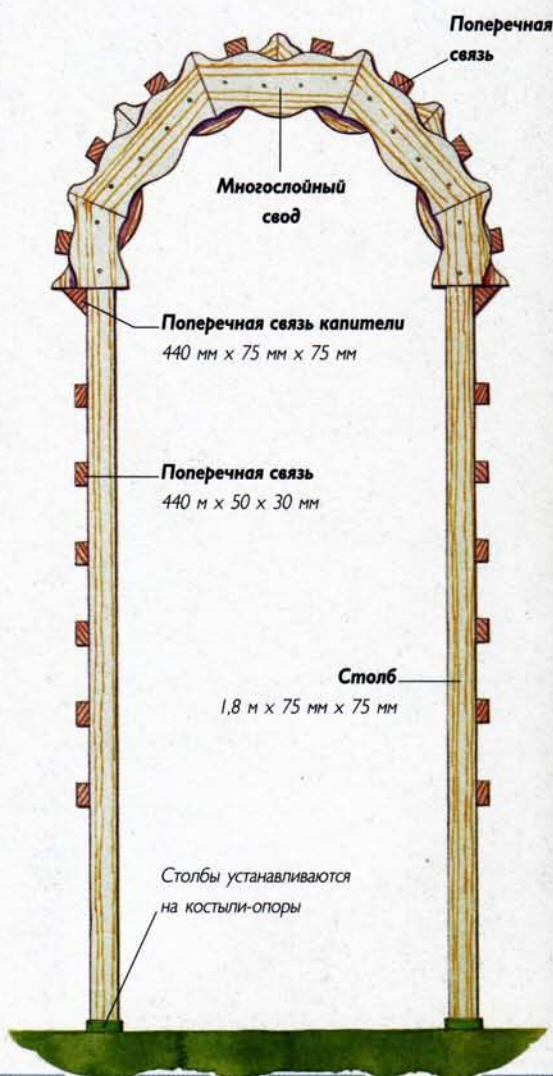 Поперечная
связь
Многослойный
свод
Поперечная связь капители
440 мм x 75 мм x 75 мм
Поперечная связь
440 м x 50 x 30 мм
Столб
1,8 м x 75 мм x 75 мм
Столбы устанавливаются
на костыли-опоры